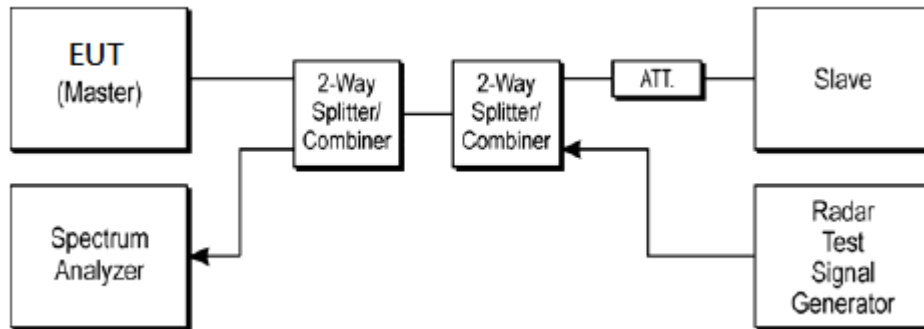 EUT
(Master)
2-Way
Splitter/
Combiner
2-Way
Splitter/
Combiner
ATT.
Slave
Spectrum
Analyzer
Radar
Test
Signal
Generator